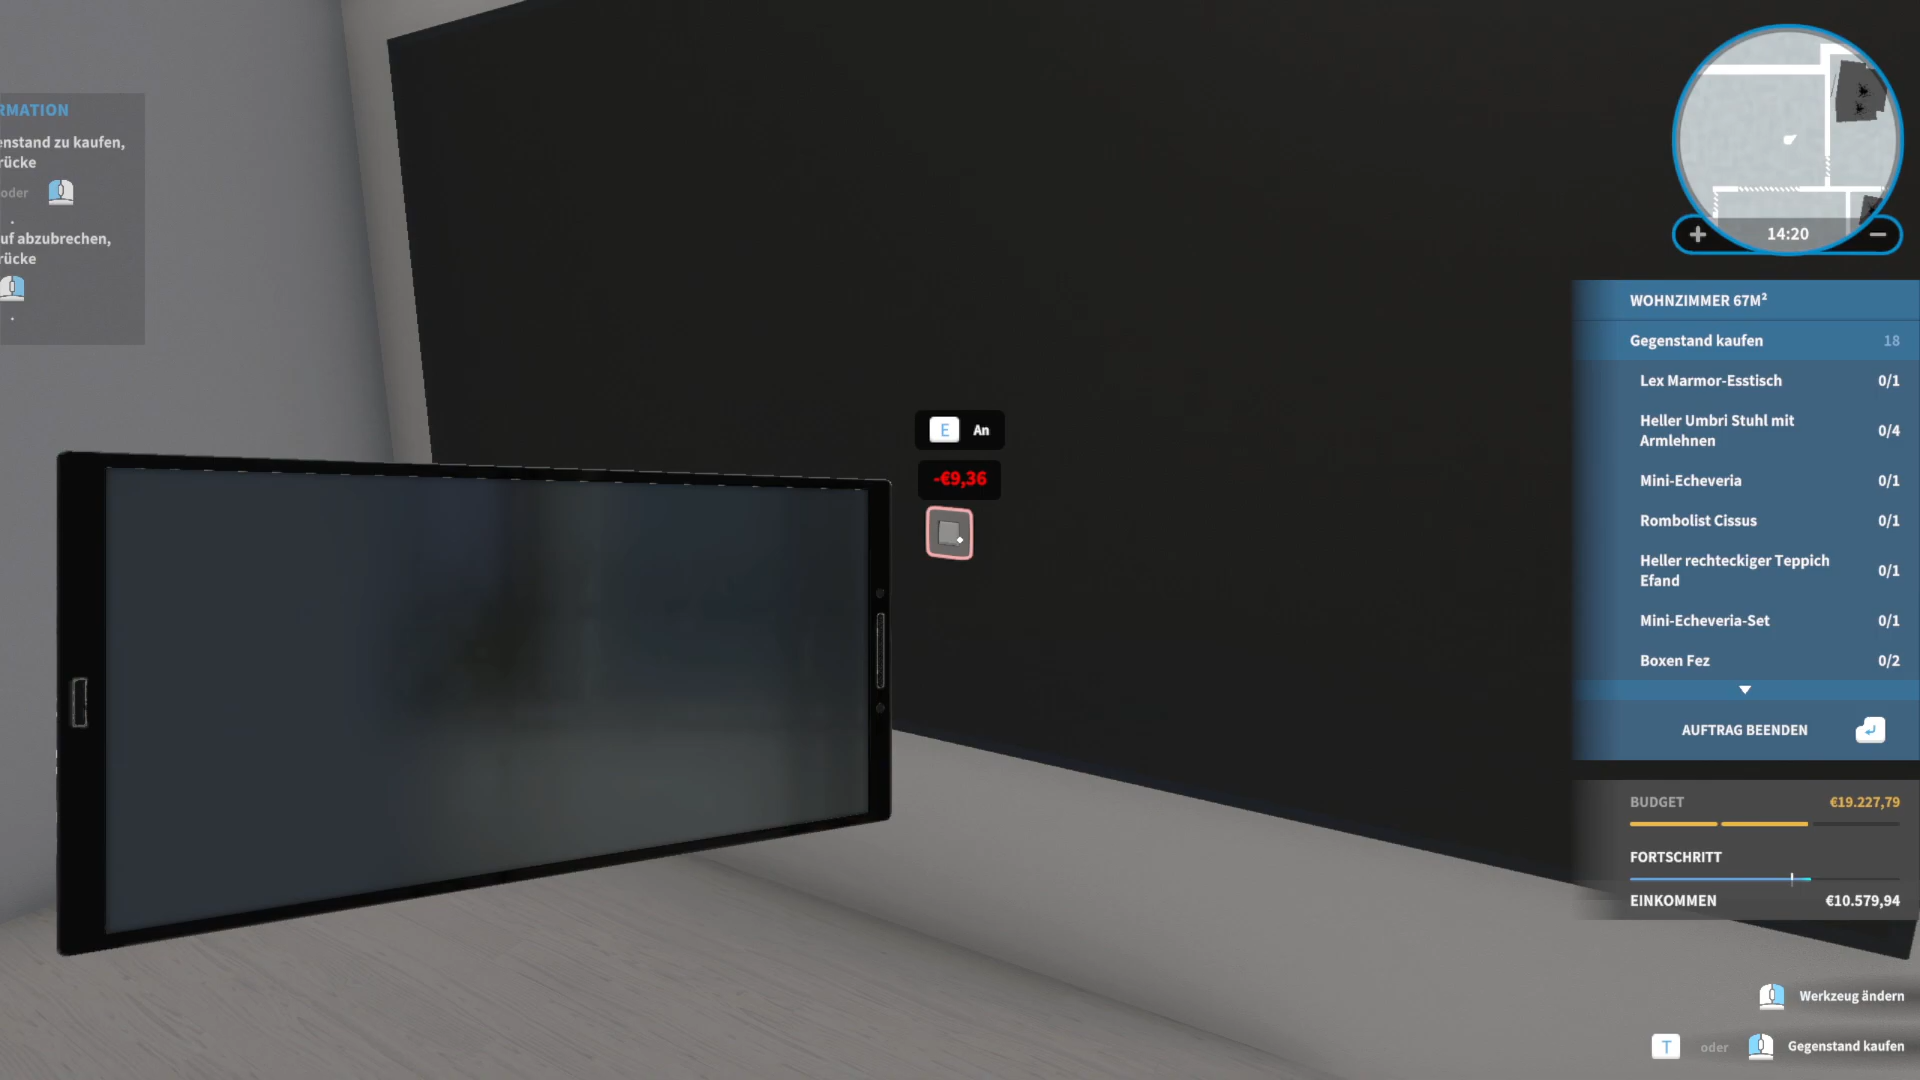 RMATION
enstand zu kaufen,
rücke
oder
.
uf abzubrechen,
rücke
.
E An
-€9,36
14:20
WOHNZIMMER 67M²
Gegenstand kaufen 18
Lex Marmor-Esstisch 0/1
Heller Umbri Stuhl mit
Armlehnen 0/4
Mini-Echeveria 0/1
Rombolist Cissus 0/1
Heller rechteckiger Teppich
Efand 0/1
Mini-Echeveria-Set 0/1
Boxen Fez 0/2
AUFTRAG BEENDEN
BUDGET €19.227,79
FORTSCHRITT
EINKOMMEN €10.579,94
Werkzeug ändern
T oder Gegenstand kaufen